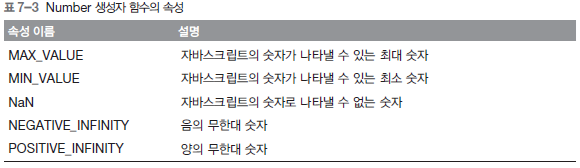 표 7-3 Number 생성자 함수의 속성
속성 이름 설명
MAX_VALUE 자바스크립트의 숫자가 나타낼 수 있는 최대 숫자
MIN_VALUE 자바스크립트의 숫자가 나타낼 수 있는 최소 숫자
NaN 자바스크립트의 숫자로 나타낼 수 없는 숫자
NEGATIVE_INFINITY 음의 무한대 숫자
POSITIVE_INFINITY 양의 무한대 숫자